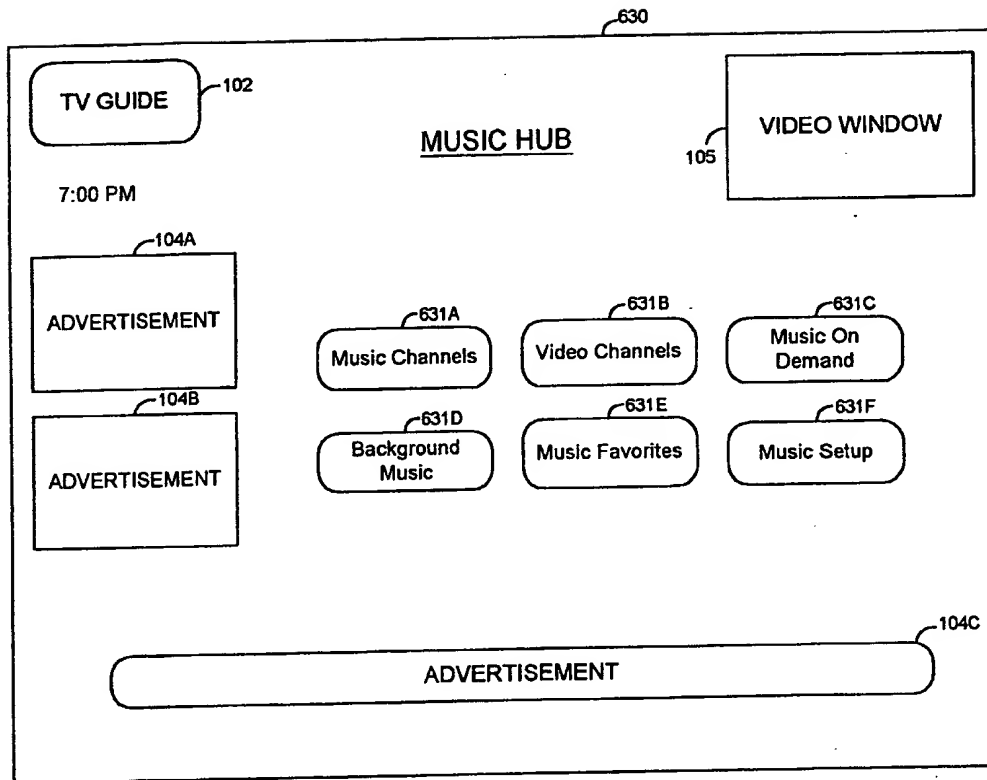 630
TV GUIDE
102
MUSIC HUB
105
VIDEO WINDOW
7:00 PM
104A
ADVERTISEMENT
104B
ADVERTISEMENT
631A
Music Channels
631B
Video Channels
631C
Music On
Demand
631D
Background
Music
631E
Music Favorites
631F
Music Setup
104C
ADVERTISEMENT